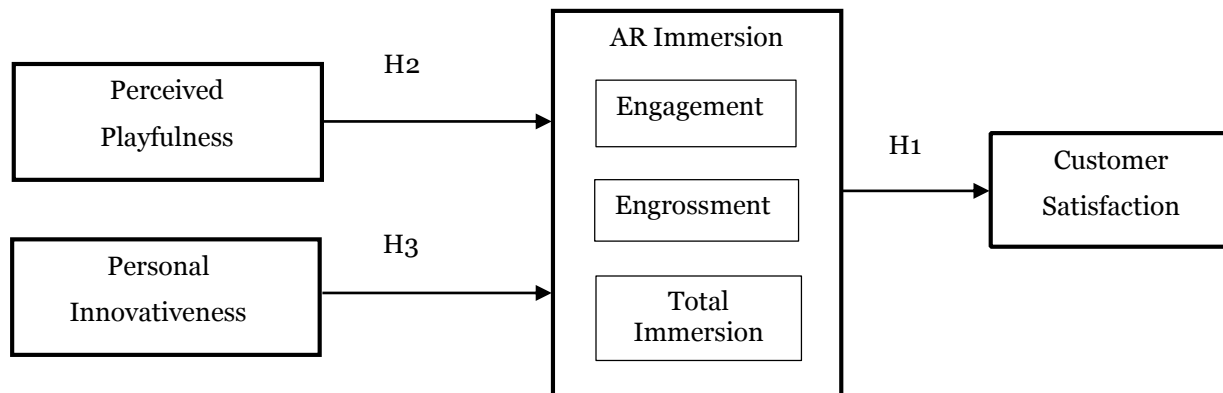 Perceived
Playfulness
H2
Personal
Innovativeness
H3
AR Immersion
Engagement
Engrossment
Total
Immersion
H1
Customer
Satisfaction